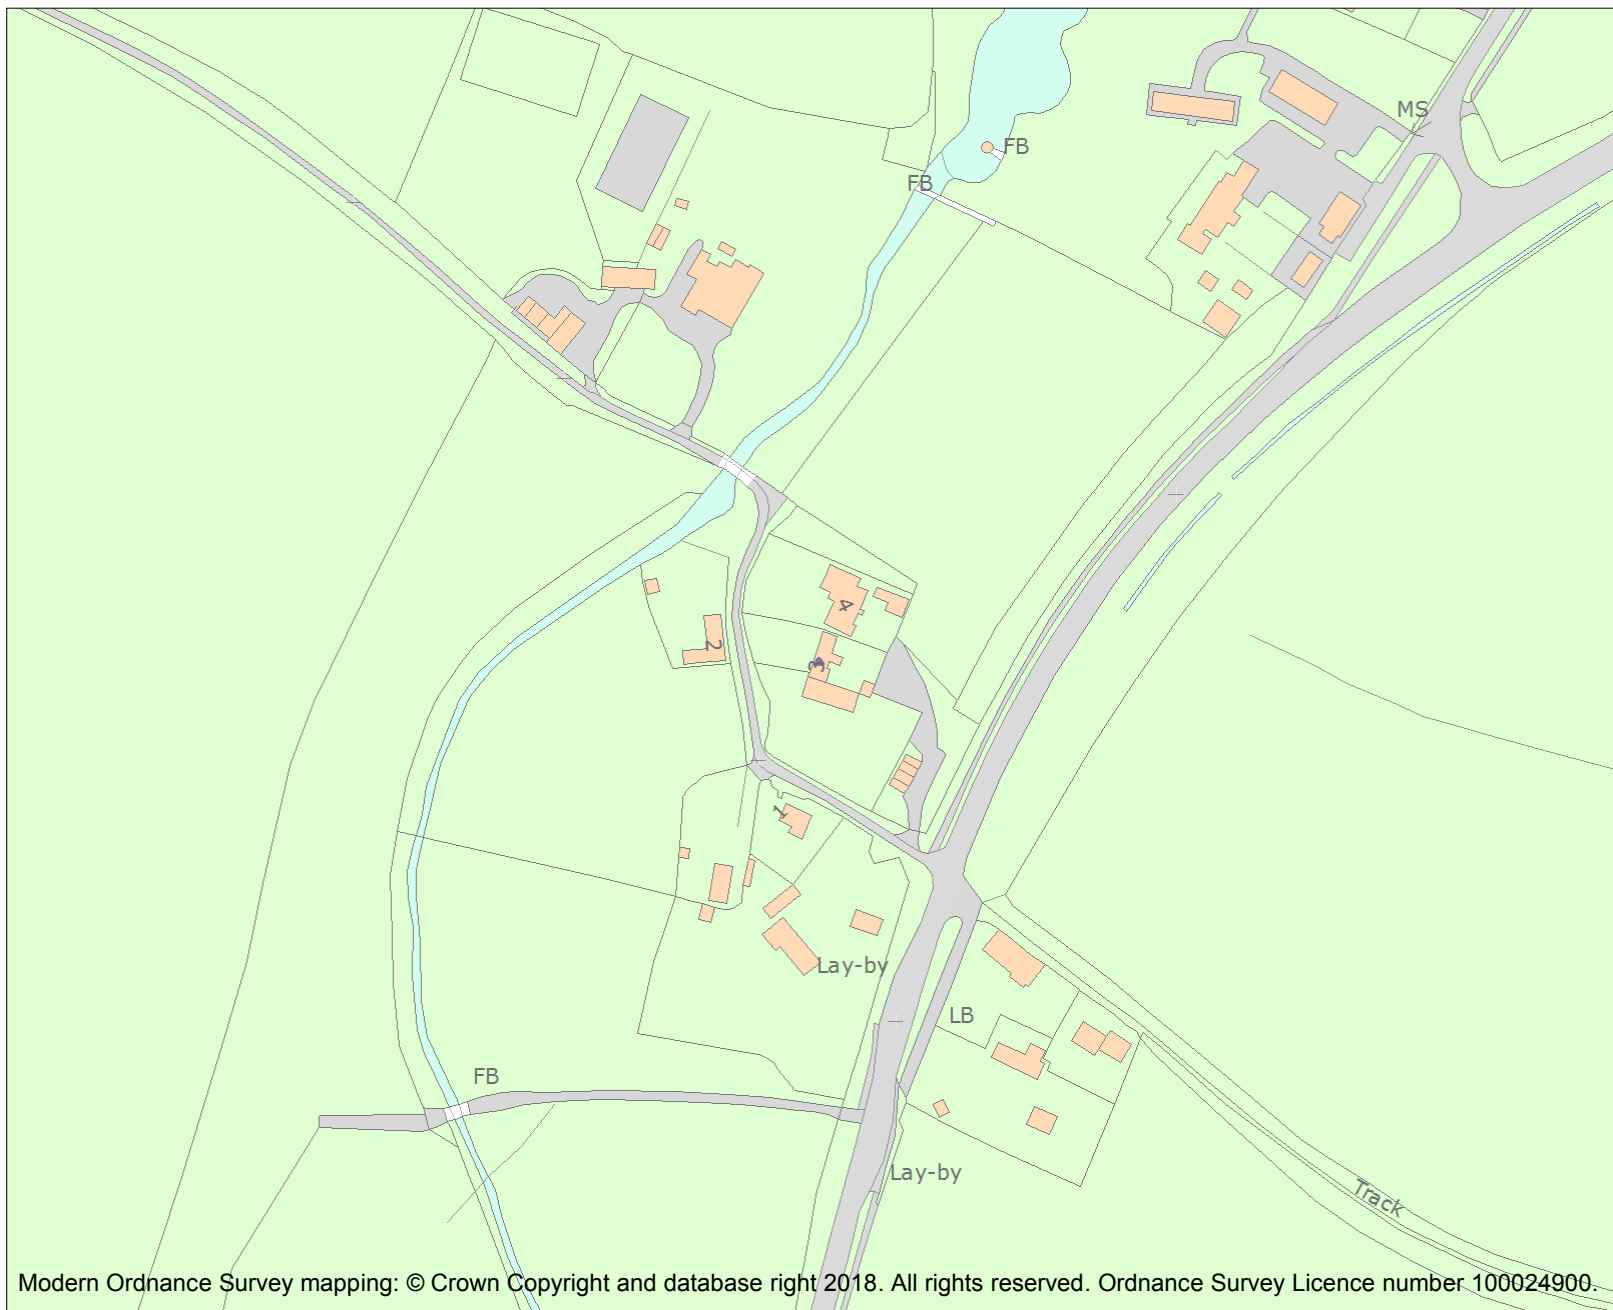 MS
FB
FB
4
2
3
1
Lay-by
LB
FB
Lay-by
Track
Modern Ordnance Survey mapping: © Crown Copyright and database right 2018. All rights reserved. Ordnance Survey Licence number 100024900.